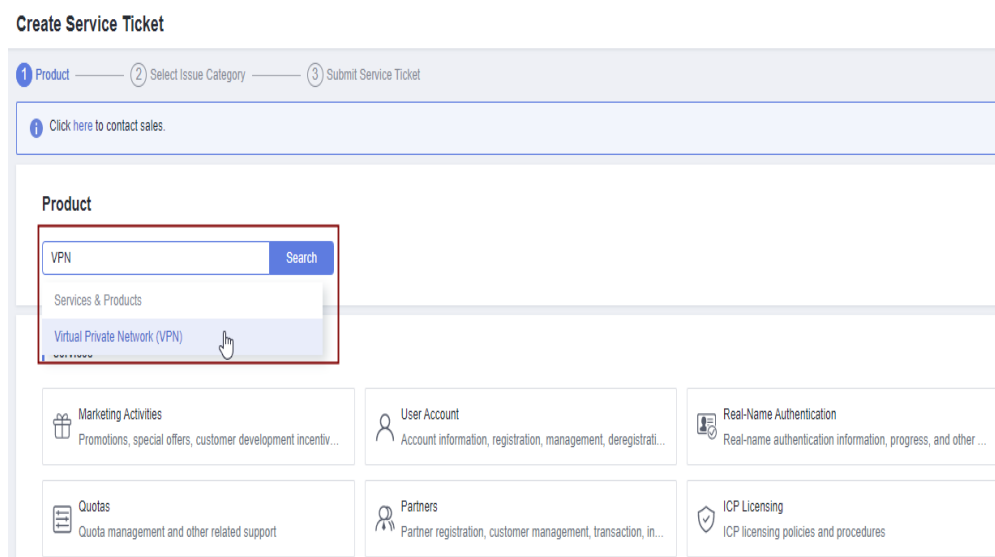 Create Service Ticket
1 Product 2 Select Issue Category 3 Submit Service Ticket
Click here to contact sales.
Product
VPN Search
Services & Products
Virtual Private Network (VPN)
Services
Marketing Activities
Promotions, special offers, customer development incentiv...
User Account
Account information, registration, management, deregistrati...
Real-Name Authentication
Real-name authentication information, progress, and other ...
Quotas
Quota management and other related support
Partners
Partner registration, customer management, transaction, in...
ICP Licensing
ICP licensing policies and procedures